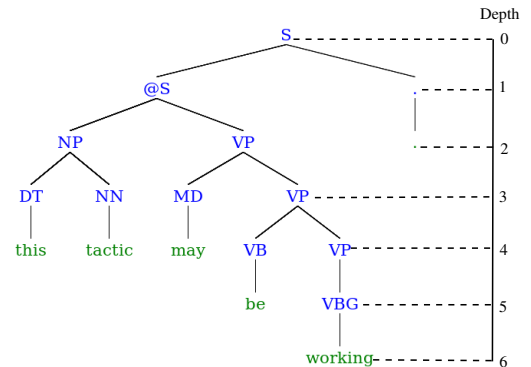 Depth
S 0
@S . 1
NP VP . 2
DT NN MD VP 3
this tactic may VB VP 4
be VBG 5
working 6